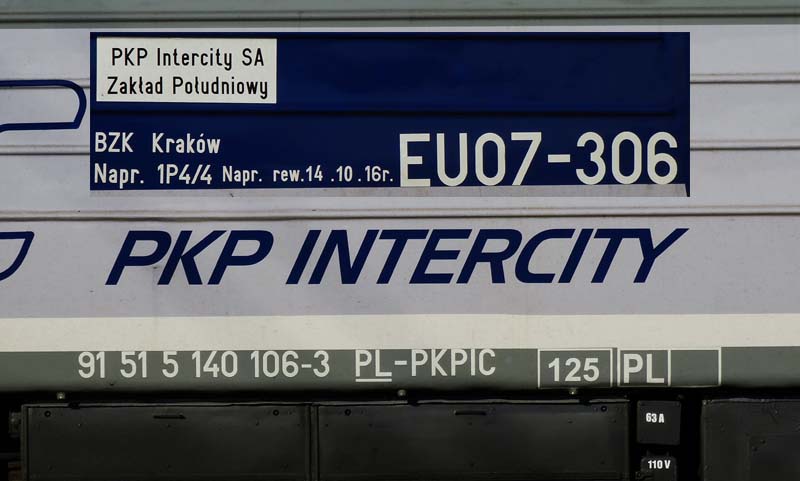 PKP Intercity SA
Zakład Południowy
BZK Kraków
Napr. 1P4/4 Napr. rew.14 .10 .16r.
EU07-306
PKP INTERCITY
91 51 5 140 106-3 PL-PKPIC 125 PL
63 A
110 V